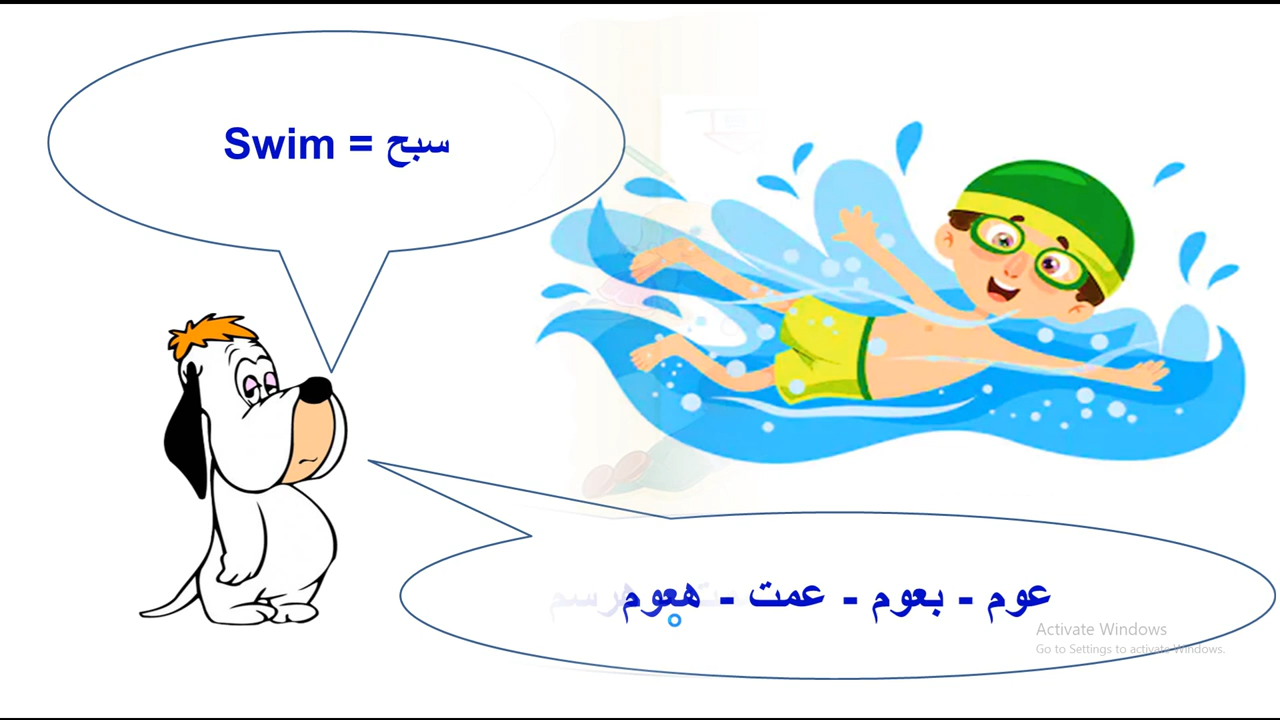 Swim = سبح
عوم - بعوم - عمت - هعوم
Activate Windows
Go to Settings to activate Windows.